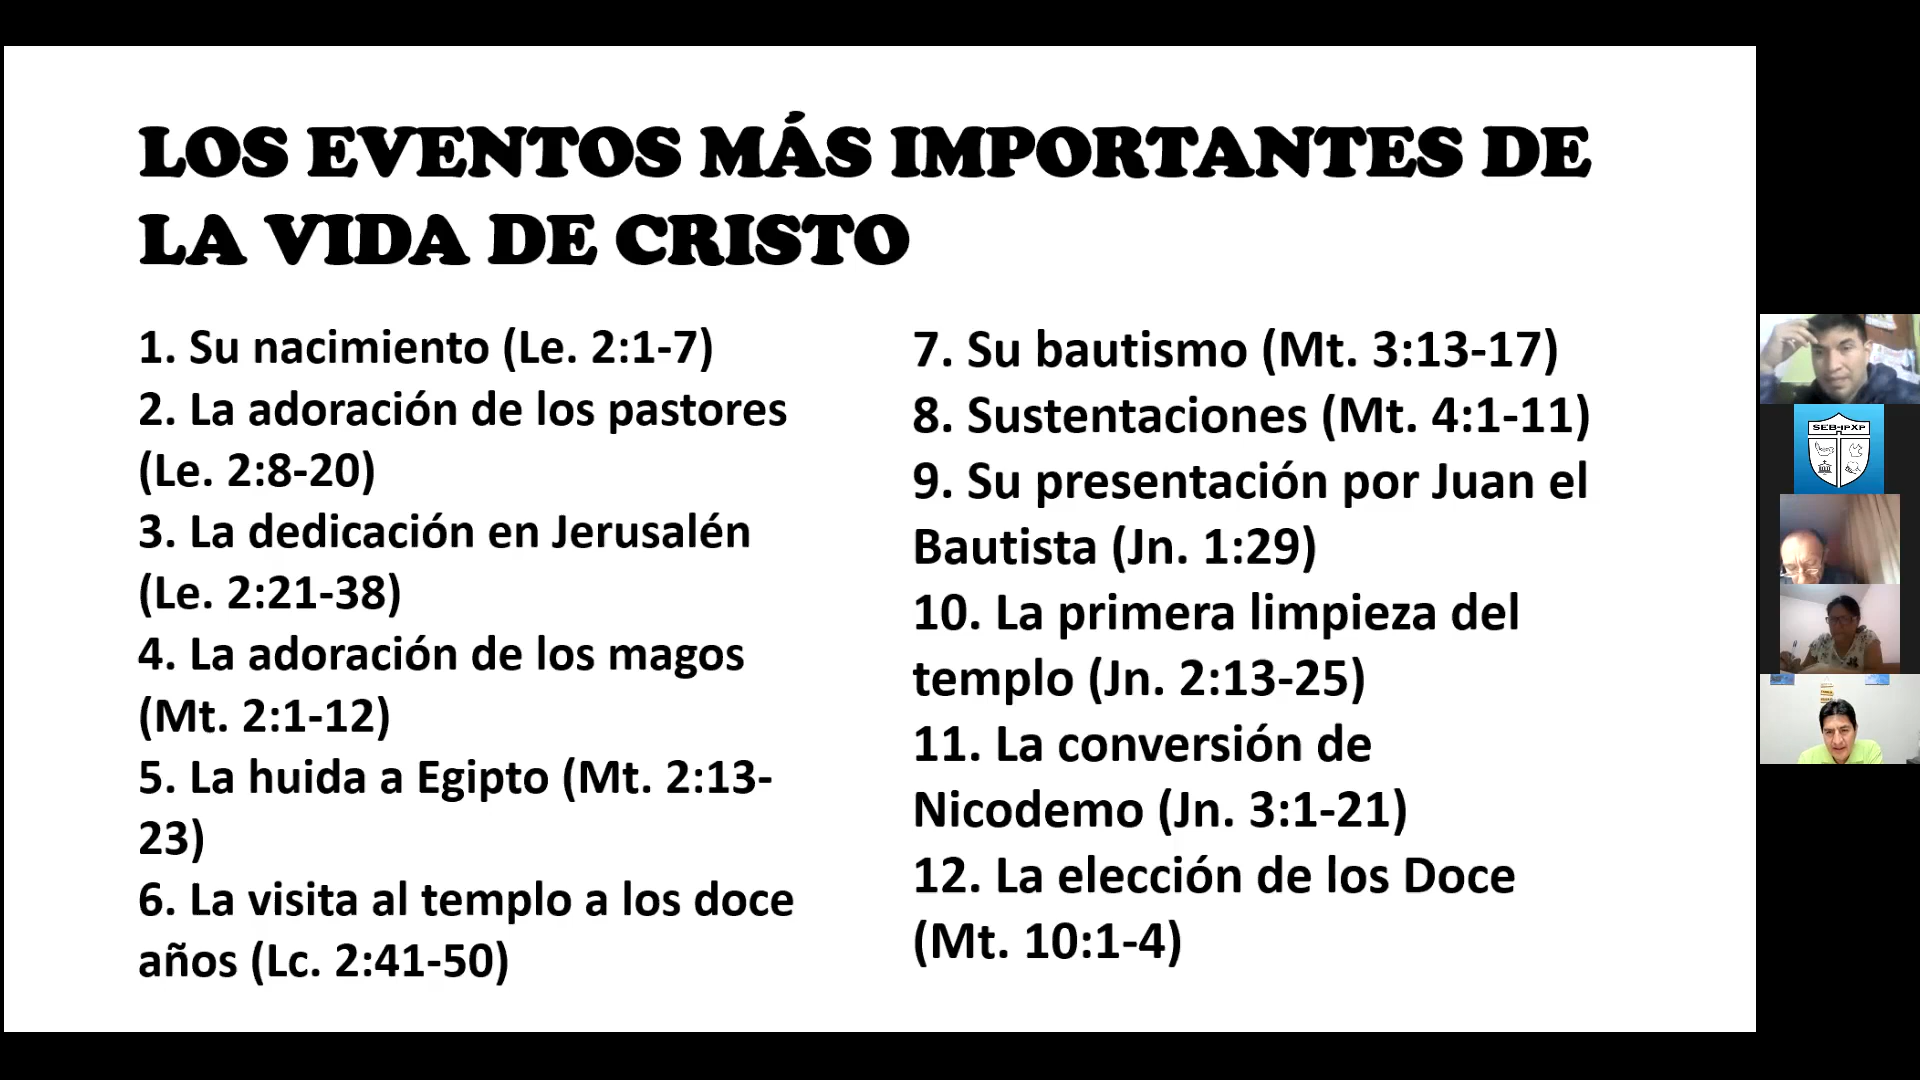 LOS EVENTOS MÁS IMPORTANTES DE
LA VIDA DE CRISTO
1. Su nacimiento (Le. 2:1-7)
2. La adoración de los pastores
(Le. 2:8-20)
3. La dedicación en Jerusalén
(Le. 2:21-38)
4. La adoración de los magos
(Mt. 2:1-12)
5. La huida a Egipto (Mt. 2:13-
23)
6. La visita al templo a los doce
años (Lc. 2:41-50)
7. Su bautismo (Mt. 3:13-17)
8. Sustentaciones (Mt. 4:1-11)
9. Su presentación por Juan el
Bautista (Jn. 1:29)
10. La primera limpieza del
templo (Jn. 2:13-25)
11. La conversión de
Nicodemo (Jn. 3:1-21)
12. La elección de los Doce
(Mt. 10:1-4)
SEB-IPXP